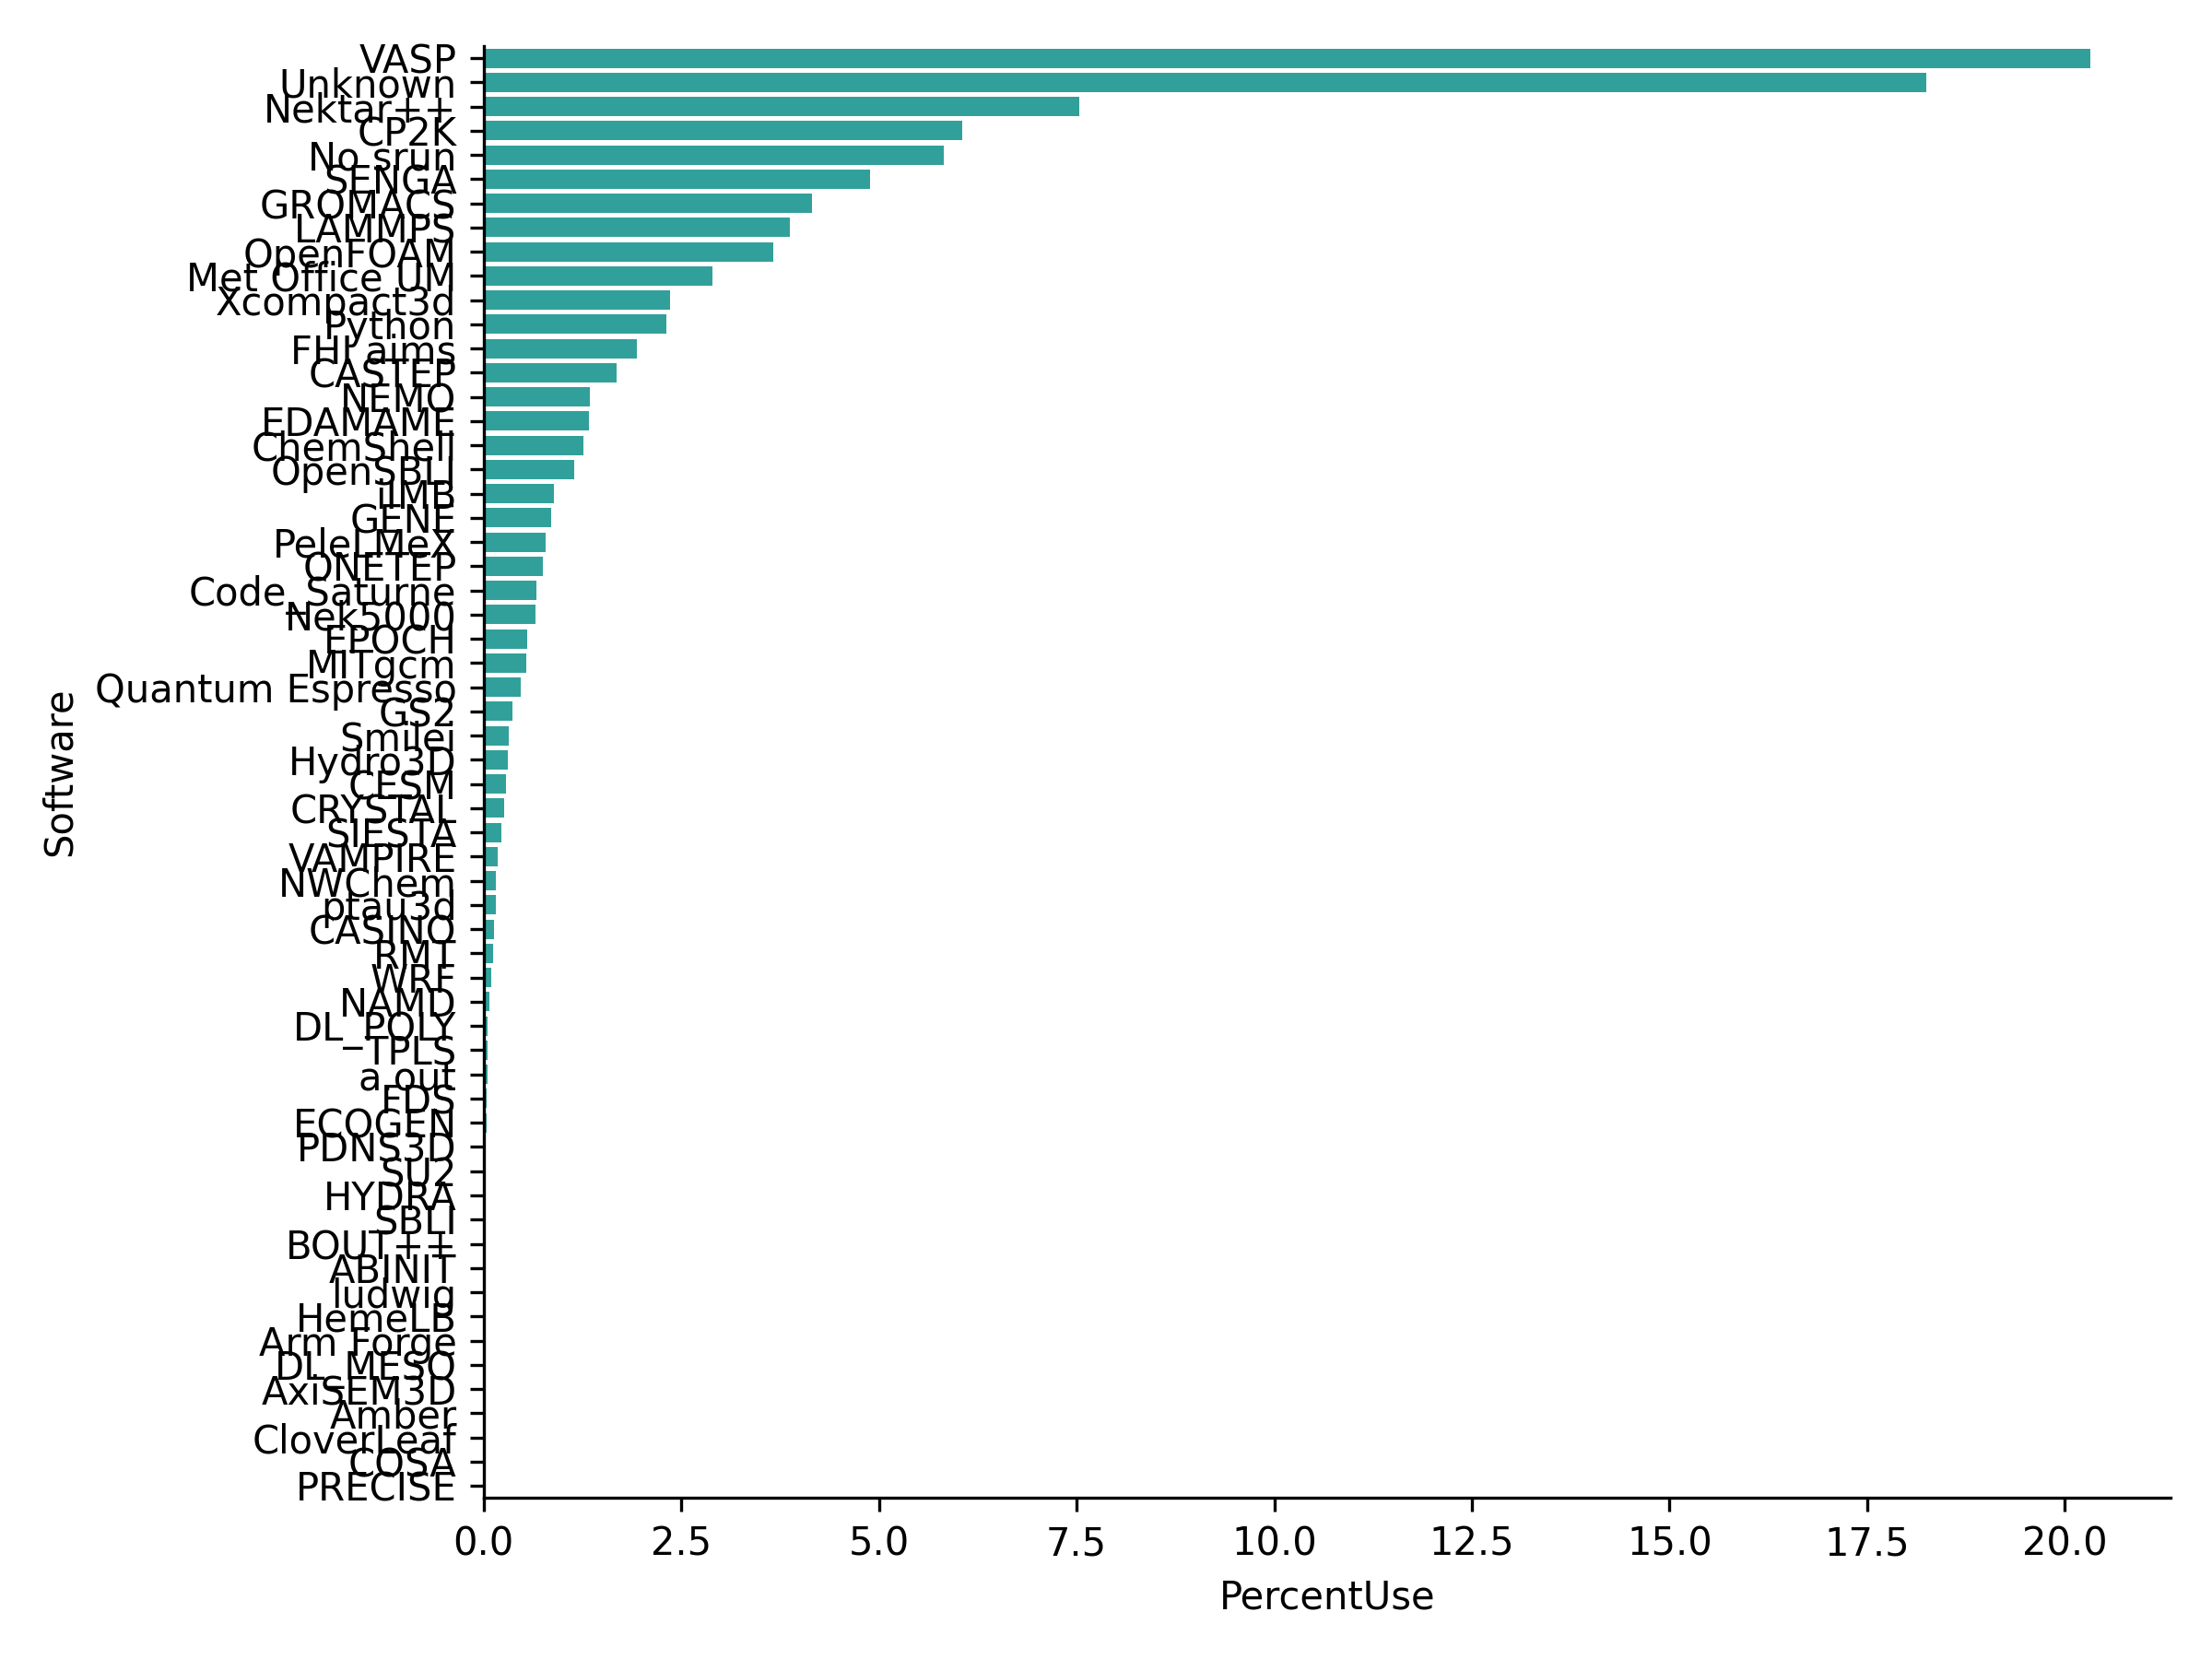 VASP
Unknown
Nektar++
CP2K
No srun
SENGA
GROMACS
LAMMPS
OpenFOAM
Met Office UM
Xcompact3d
Python
FHI aims
CASTEP
NEMO
EDAMAME
ChemShell
OpenSBLI
iIMB
GENE
PeleLMeX
ONETEP
Code_Saturne
Nek5000
EPOCH
MITgcm
Quantum Espresso
GS2
Smilei
Hydro3D
CESM
CRYSTAL
SIESTA
VAMPIRE
NWChem
ptau3d
CASINO
RMT
WRF
NAMD
DL_POLY
TPLS
a.out
FDS
ECOGEN
PDNS3D
SU2
HYDRA
SBLI
BOUT++
ABINIT
ludwig
HemeLB
Arm Forge
DL_MESO
AxiSEM3D
Amber
CloverLeaf
COSA
PRECISE
Software
0.0 2.5 5.0 7.5 10.0 12.5 15.0 17.5 20.0
PercentUse